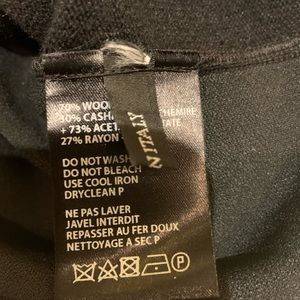 70% WOO
30% CASH CHEMIRE
+ 73% ACET TATE
27% RAYON
N ITALY
DO NOT WASH
DO NOT BLEACH
USE COOL IRON
DRYCLEAN P
NE PAS LAVER
JAVEL INTERDIT
REPASSER AU FER DOUX
NETTOYAGE A SEC P
P